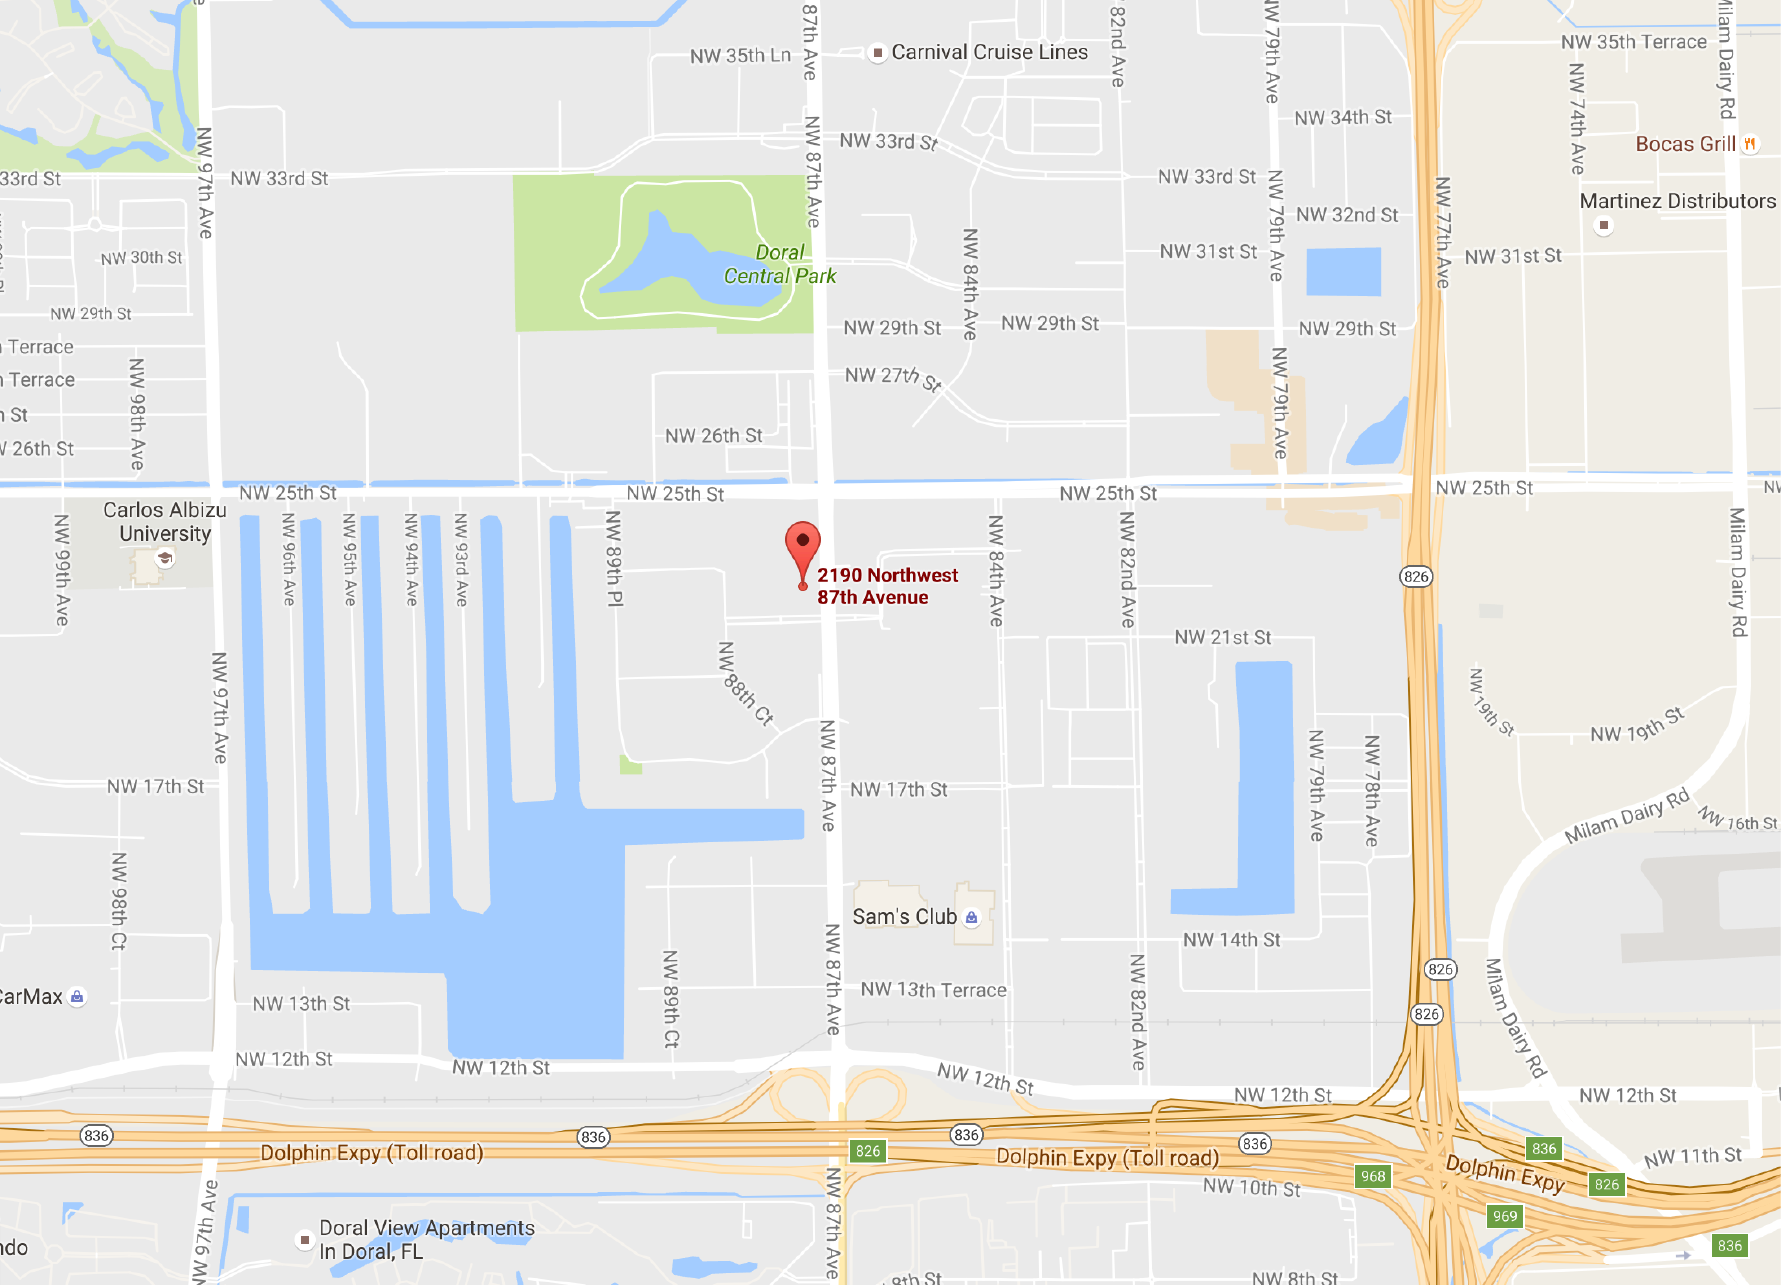 87th Ave
82nd Ave
NW 79th Ave
Milam Dairy Rd
NW 35th Ln
Carnival Cruise Lines
NW 35th Terrace
NW 74th Ave
NW 34th St
NW 33rd St
Bocas Grill
NW 97th Ave
NW 87th Ave
33rd St
NW 33rd St
NW 33rd St
NW 79th Ave
NW 77th Ave
Martinez Distributors
NW 32nd St
NW 84th Ave
NW 30th St
Doral
Central Park
NW 31st St
NW 31st St
NW 29th St
NW 29th St
NW 29th St
NW 29th St
Terrace
Terrace
NW 98th Ave
NW 27th St
NW 79th Ave
St
NW 26th St
26th St
NW 25th St
NW 25th St
NW 25th St
NW 25th St
Carlos Albizu
University
NW 99th Ave
NW 96th Ave
NW 95th Ave
NW 94th Ave
NW 93rd Ave
NW 89th Pl
NW 84th Ave
NW 82nd Ave
Milam Dairy Rd
826
2190 Northwest
87th Avenue
NW 21st St
NW 97th Ave
NW 88th Ct
NW 19th St
NW 19th St
NW 87th Ave
NW 79th Ave
NW 78th Ave
NW 17th St
NW 17th St
Milam Dairy Rd
NW 16th St
NW 98th Ct
Sam's Club
NW 14th St
NW 87th Ave
NW 89th Ct
NW 82nd Ave
826
Milam Dairy Rd
CarMax
NW 13th St
NW 13th Terrace
826
NW 12th St
NW 12th St
NW 12th St
NW 12th St
NW 12th St
836
836
836
836
Dolphin Expy (Toll road)
826
Dolphin Expy (Toll road)
836
NW 11th St
968
Dolphin Expy
826
NW 97th Ave
NW 87th Ave
NW 10th St
969
Doral View Apartments
In Doral, FL
836
ndo
8th St
NW 8th St